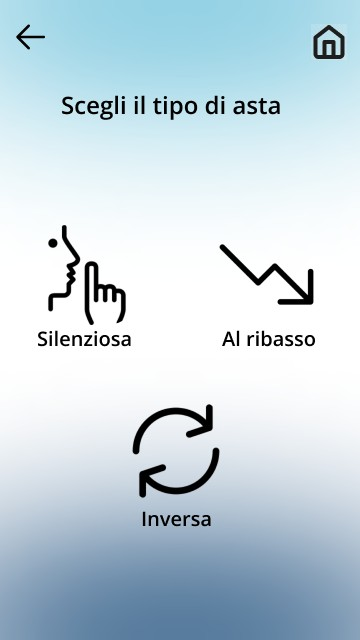 Scegli il tipo di asta
Silenziosa
Al ribasso
Inversa